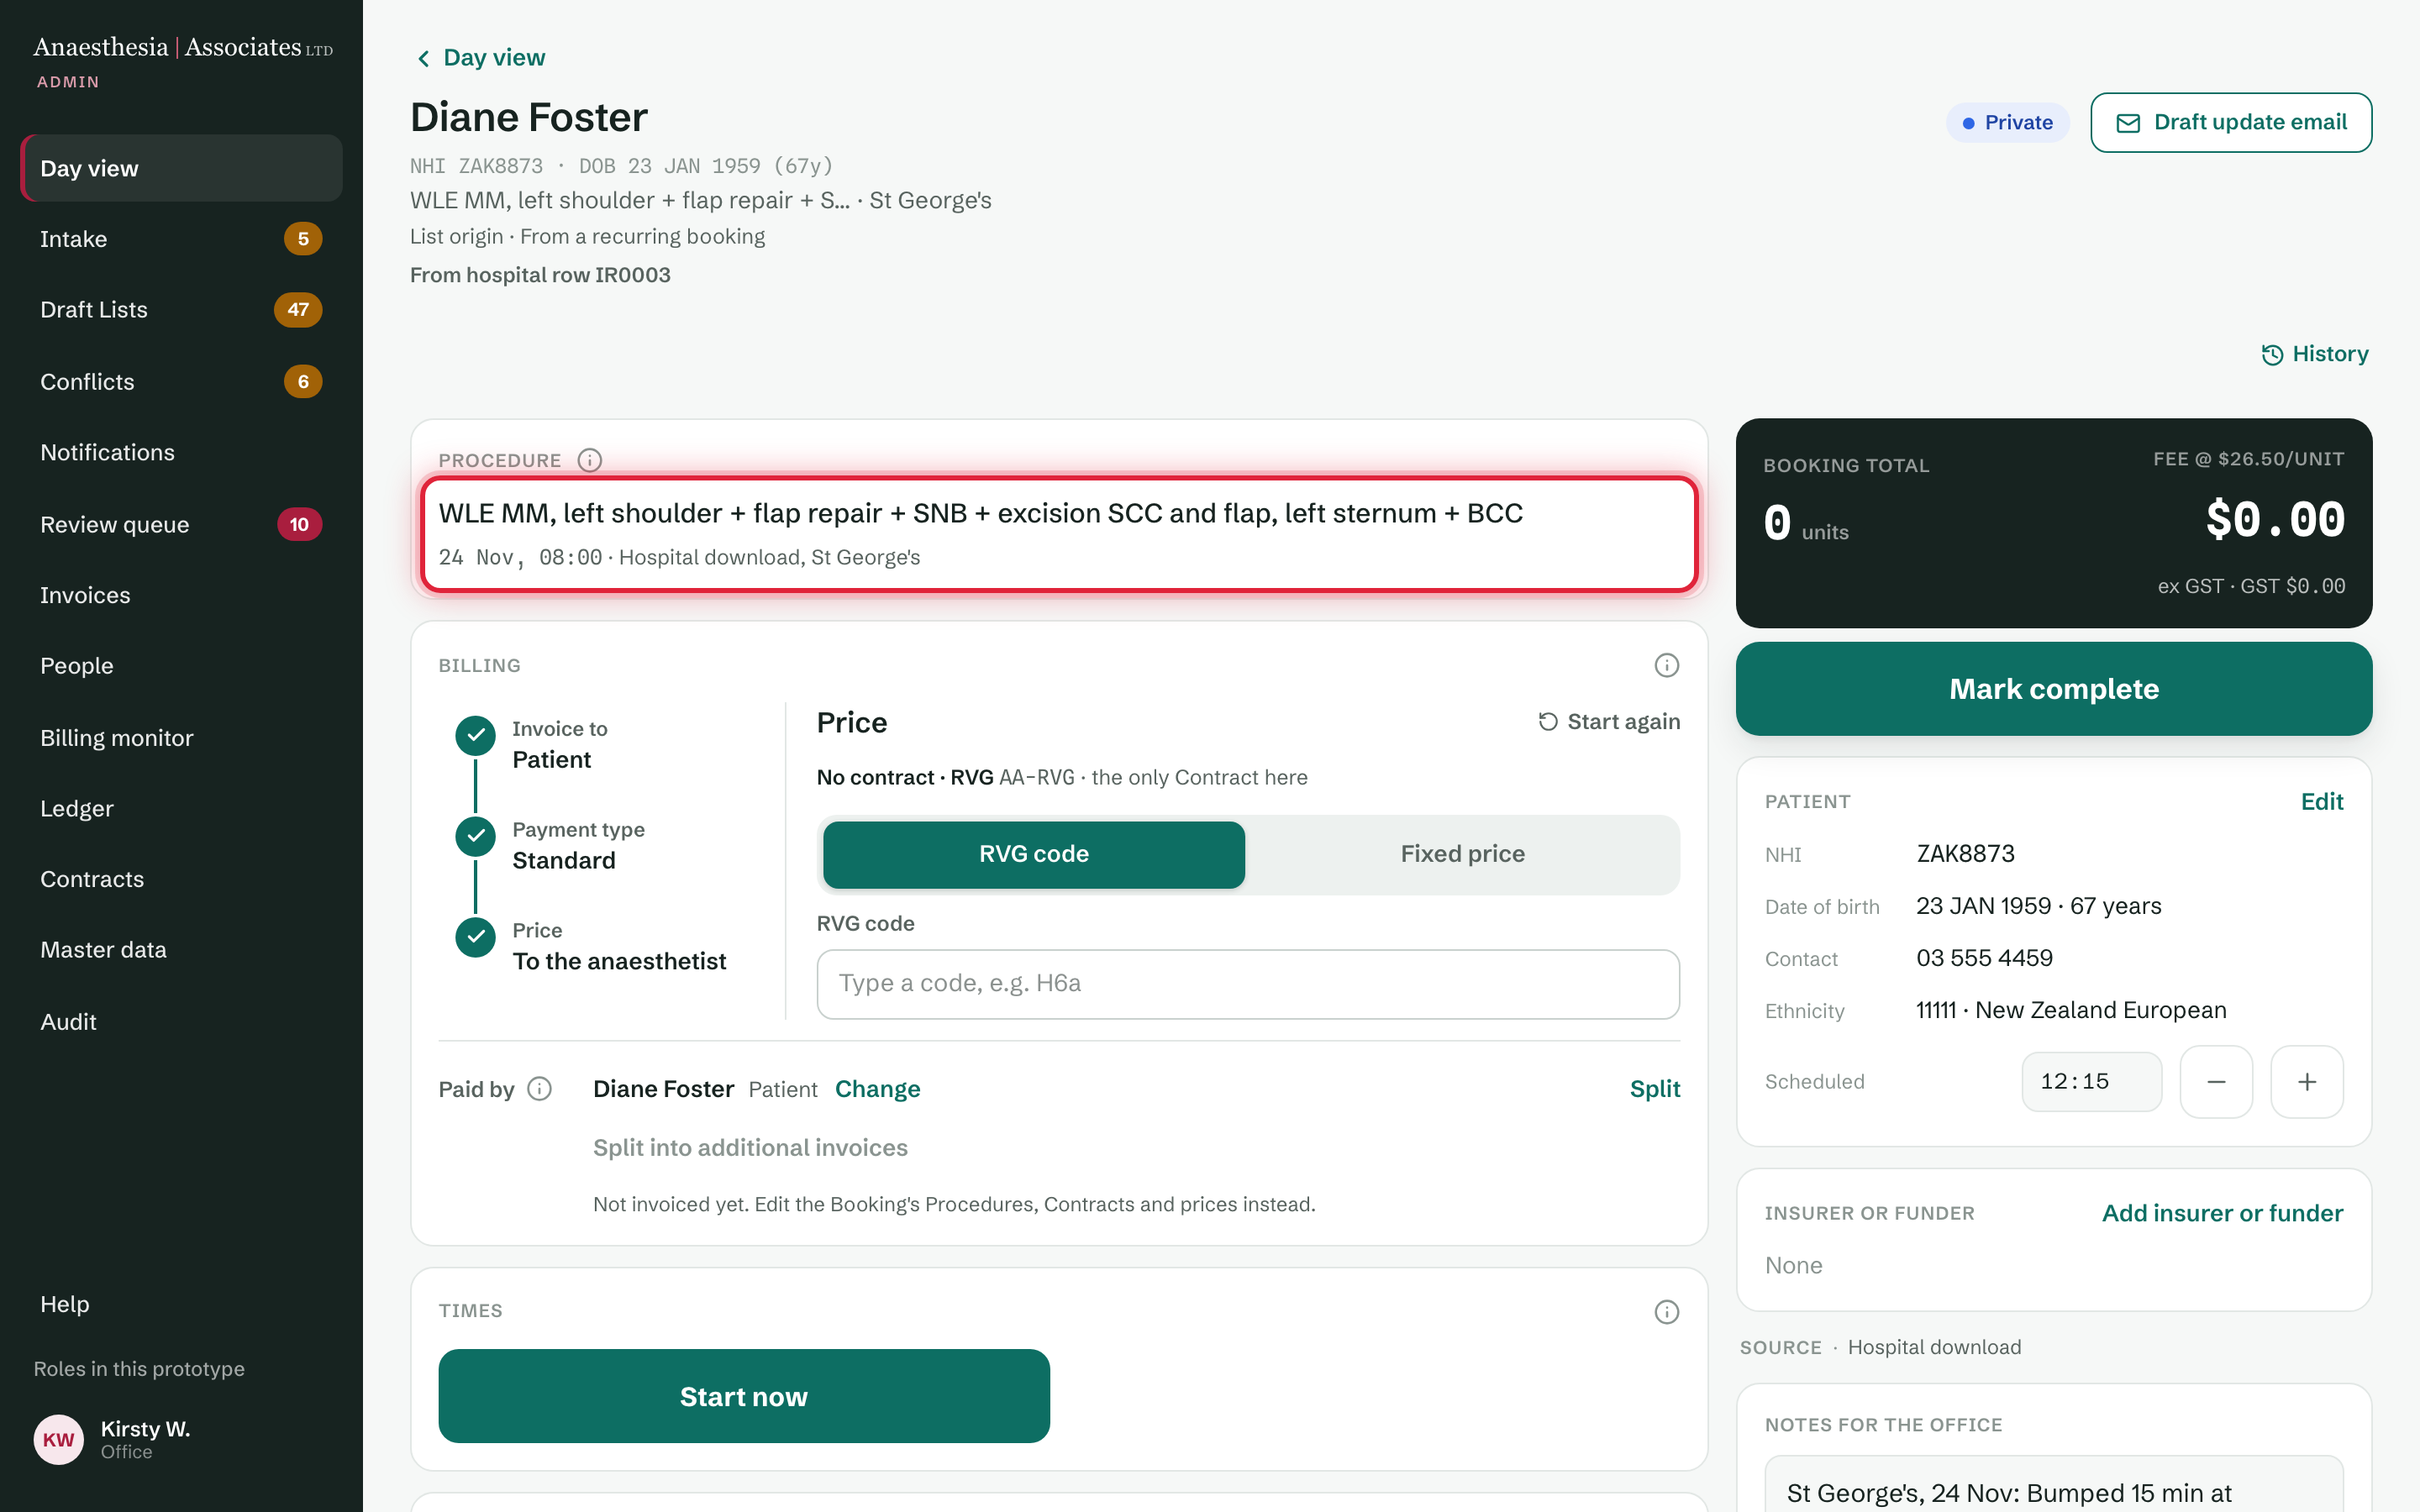 Anaesthesia | Associates LTD
ADMIN
Day view
Intake 5
Draft Lists 47
Conflicts 6
Notifications
Review queue 10
Invoices
People
Billing monitor
Ledger
Contracts
Master data
Audit
Help
Roles in this prototype
KW
Kirsty W.
Office
Day view
Diane Foster
NHI ZAK8873 · DOB 23 JAN 1959 (67y)
WLE MM, left shoulder + flap repair + S... · St George's
List origin · From a recurring booking
From hospital row IR0003
Private
Draft update email
History
PROCEDURE
WLE MM, left shoulder + flap repair + SNB + excision SCC and flap, left sternum + BCC
24 Nov, 08:00 · Hospital download, St George's
BILLING
Invoice to
Patient
Payment type
Standard
Price
To the anaesthetist
Price
Start again
No contract · RVG AA-RVG · the only Contract here
RVG code
Fixed price
RVG code
Type a code, e.g. H6a
Paid by
Diane Foster Patient Change
Split
Split into additional invoices
Not invoiced yet. Edit the Booking's Procedures, Contracts and prices instead.
TIMES
Start now
BOOKING TOTAL
FEE @ $26.50/UNIT
0 units
$0.00
ex GST · GST $0.00
Mark complete
PATIENT
Edit
NHI ZAK8873
Date of birth 23 JAN 1959 · 67 years
Contact 03 555 4459
Ethnicity 11111 · New Zealand European
Scheduled 12:15 − +
INSURER OR FUNDER
Add insurer or funder
None
SOURCE · Hospital download
NOTES FOR THE OFFICE
St George's, 24 Nov: Bumped 15 min at